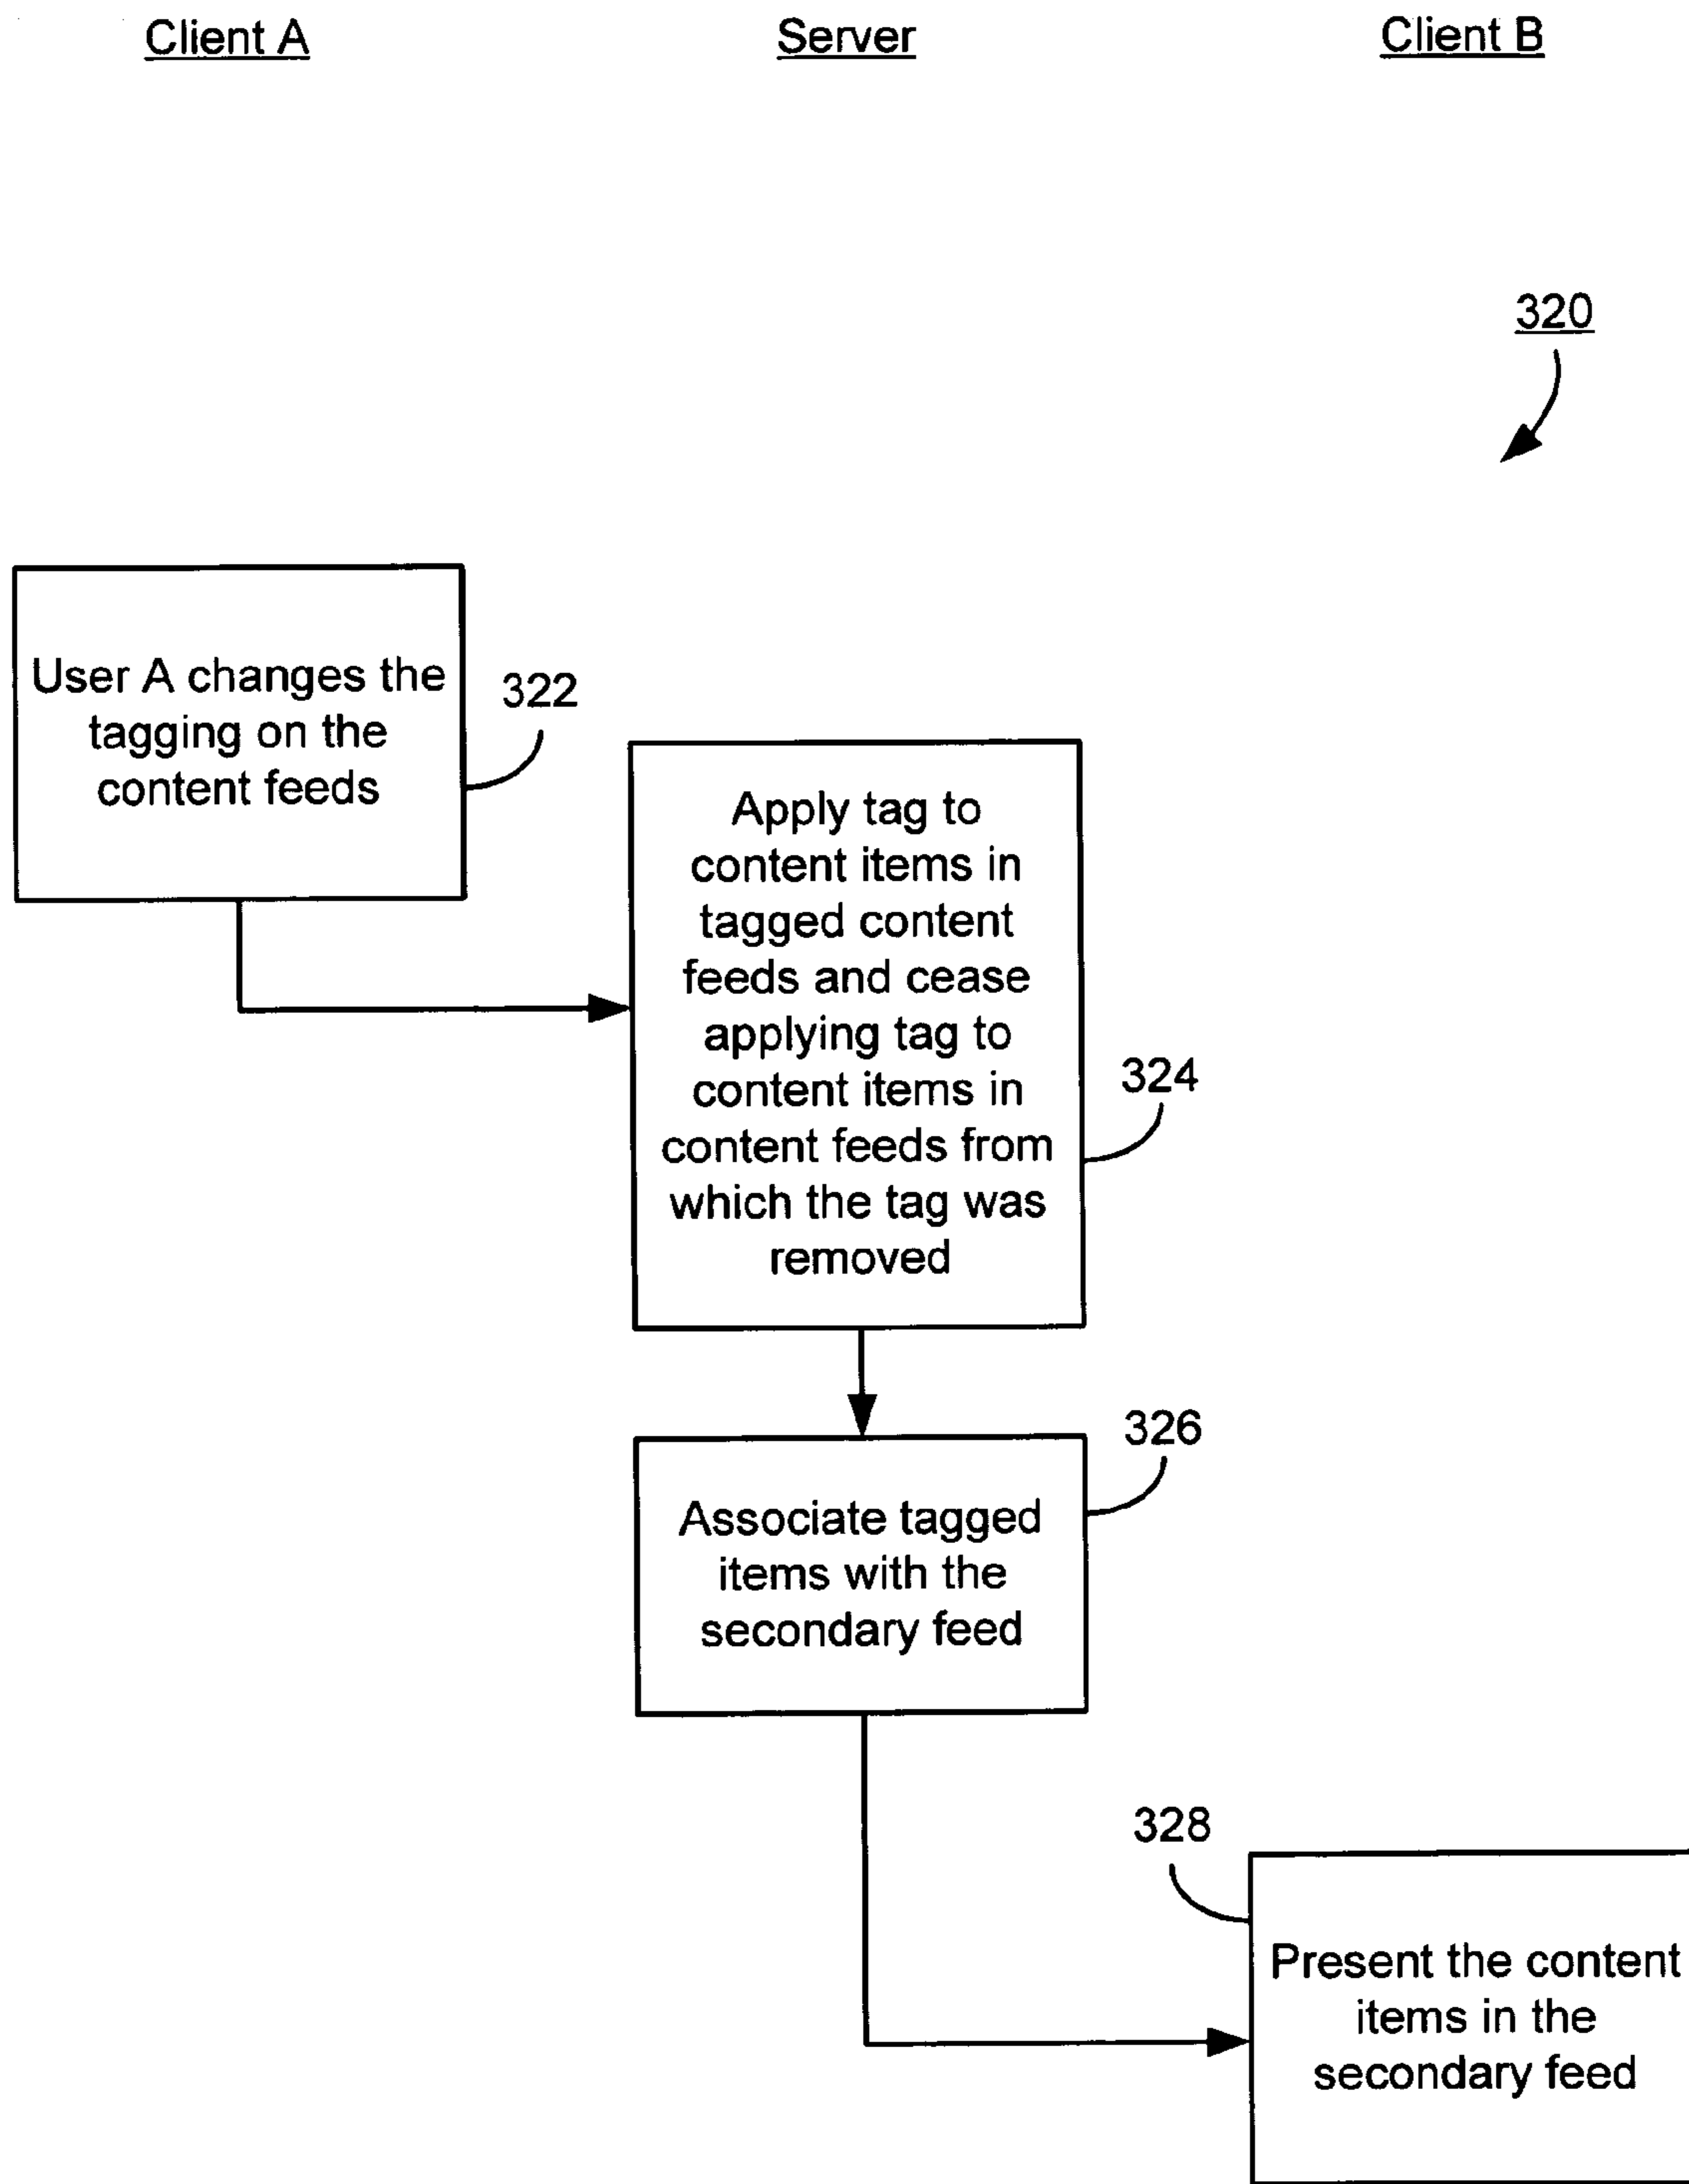 Client A
Server
Client B
320
User A changes the
tagging on the
content feeds
322
Apply tag to
content items in
tagged content
feeds and cease
applying tag to
content items in
content feeds from
which the tag was
removed
324
Associate tagged
items with the
secondary feed
326
328
Present the content
items in the
secondary feed